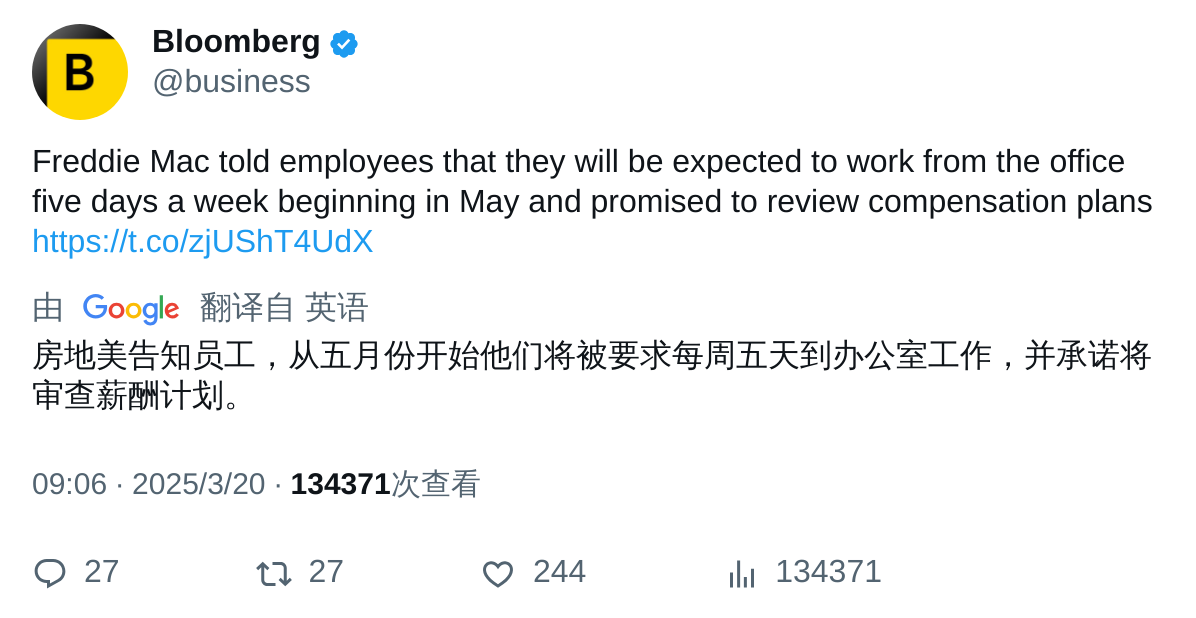 B
Bloomberg
@business
Freddie Mac told employees that they will be expected to work from the office
five days a week beginning in May and promised to review compensation plans
https://t.co/zjUShT4UdX
由 Google 翻译自 英语
房地美告知员工，从五月份开始他们将被要求每周五天到办公室工作，并承诺将
审查薪酬计划。
09:06 · 2025/3/20 · 134371次查看
27 27 244 134371